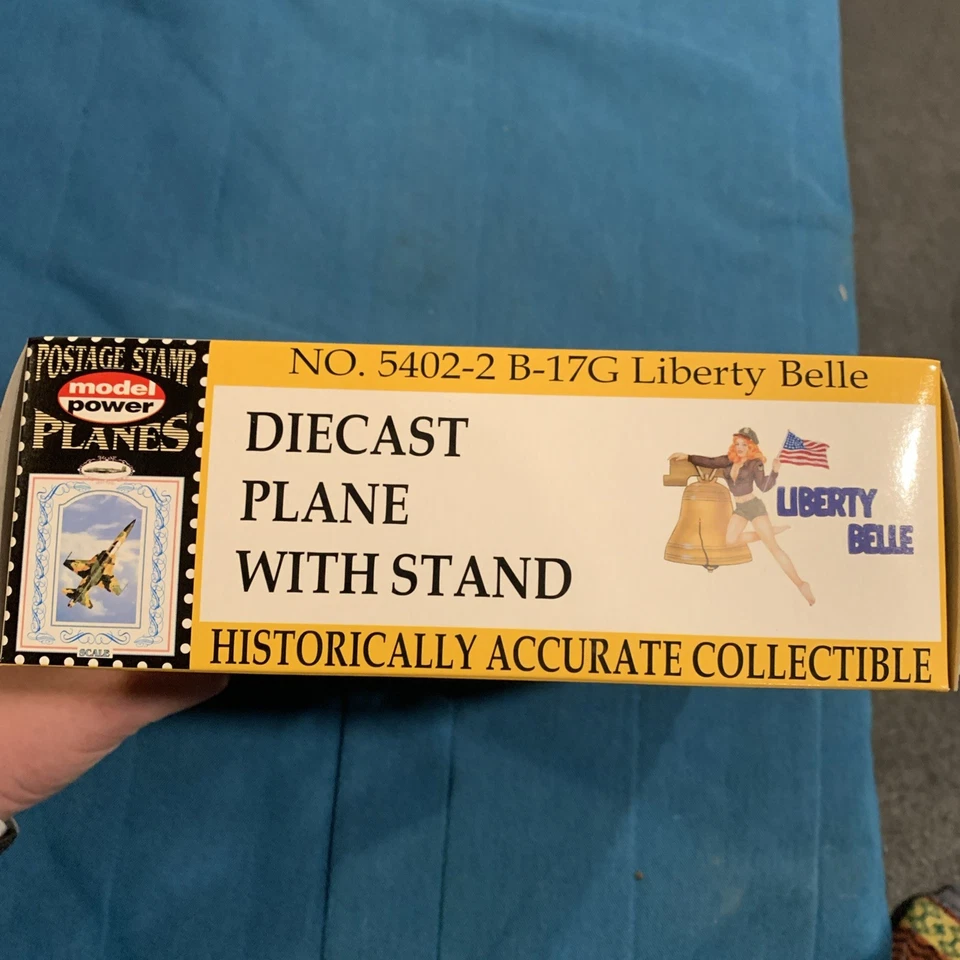 POSTAGE STAMP
model
power
PLANES
SCALE
NO. 5402-2 B-17G Liberty Belle
DIECAST
PLANE
WITH STAND
LIBERTY
BELLE
HISTORICALLY ACCURATE COLLECTIBLE